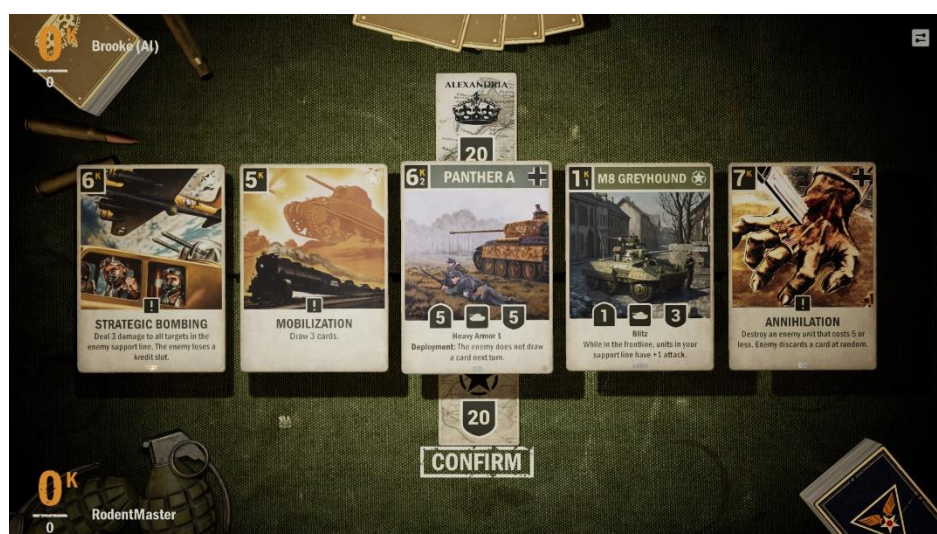 0K
0
Brooke (AI)
ALEXANDRIA
20
6K
STRATEGIC BOMBING
Deal 3 damage to all targets in the
enemy support line. The enemy loses a
kredit slot.
5K
MOBILIZATION
Draw 3 cards.
6K
2
PANTHER A
5
5
Heavy Armor 1
Deployment: The enemy does not draw
a card next turn.
1K
1
M8 GREYHOUND
1
3
Blitz
While in the frontline, units in your
support line have +1 attack.
7K
ANNIHILATION
Destroy an enemy unit that costs 5 or
less. Enemy discards a card at random.
20
CONFIRM
0K
0
RodentMaster